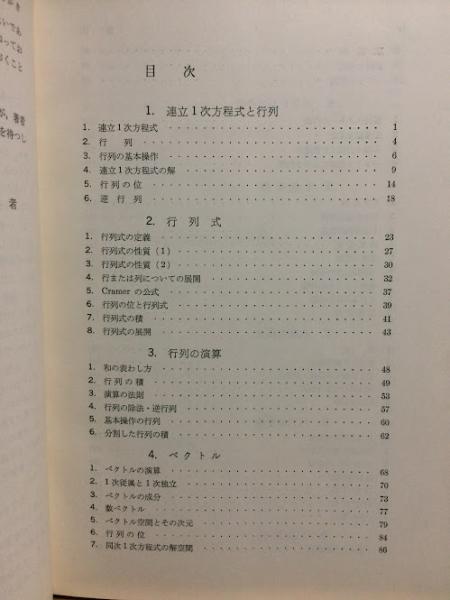 目 次
1. 連立1次方程式と行列
1. 連立1次方程式 1
2. 行 列 4
3. 行列の基本操作 6
4. 連立1次方程式の解 9
5. 行列の位 14
6. 逆行列 18
2. 行列式
1. 行列式の定義 23
2. 行列式の性質(1) 27
3. 行列式の性質(2) 30
4. 行または列についての展開 32
5. Cramer の公式 37
6. 行列の位と行列式 39
7. 行列式の積 41
8. 行列式の展開 43
3. 行列の演算
1. 和の表わし方 48
2. 行列の積 49
3. 演算の法則 53
4. 行列の除法・逆行列 57
5. 基本操作の行列 60
6. 分割した行列の積 62
4. ベクトル
1. ベクトルの演算 68
2. 1次従属と1次独立 70
3. ベクトルの成分 73
4. 数ベクトル 77
5. ベクトル空間とその次元 79
6. 行列の位 84
7. 同次1次方程式の解空間 86